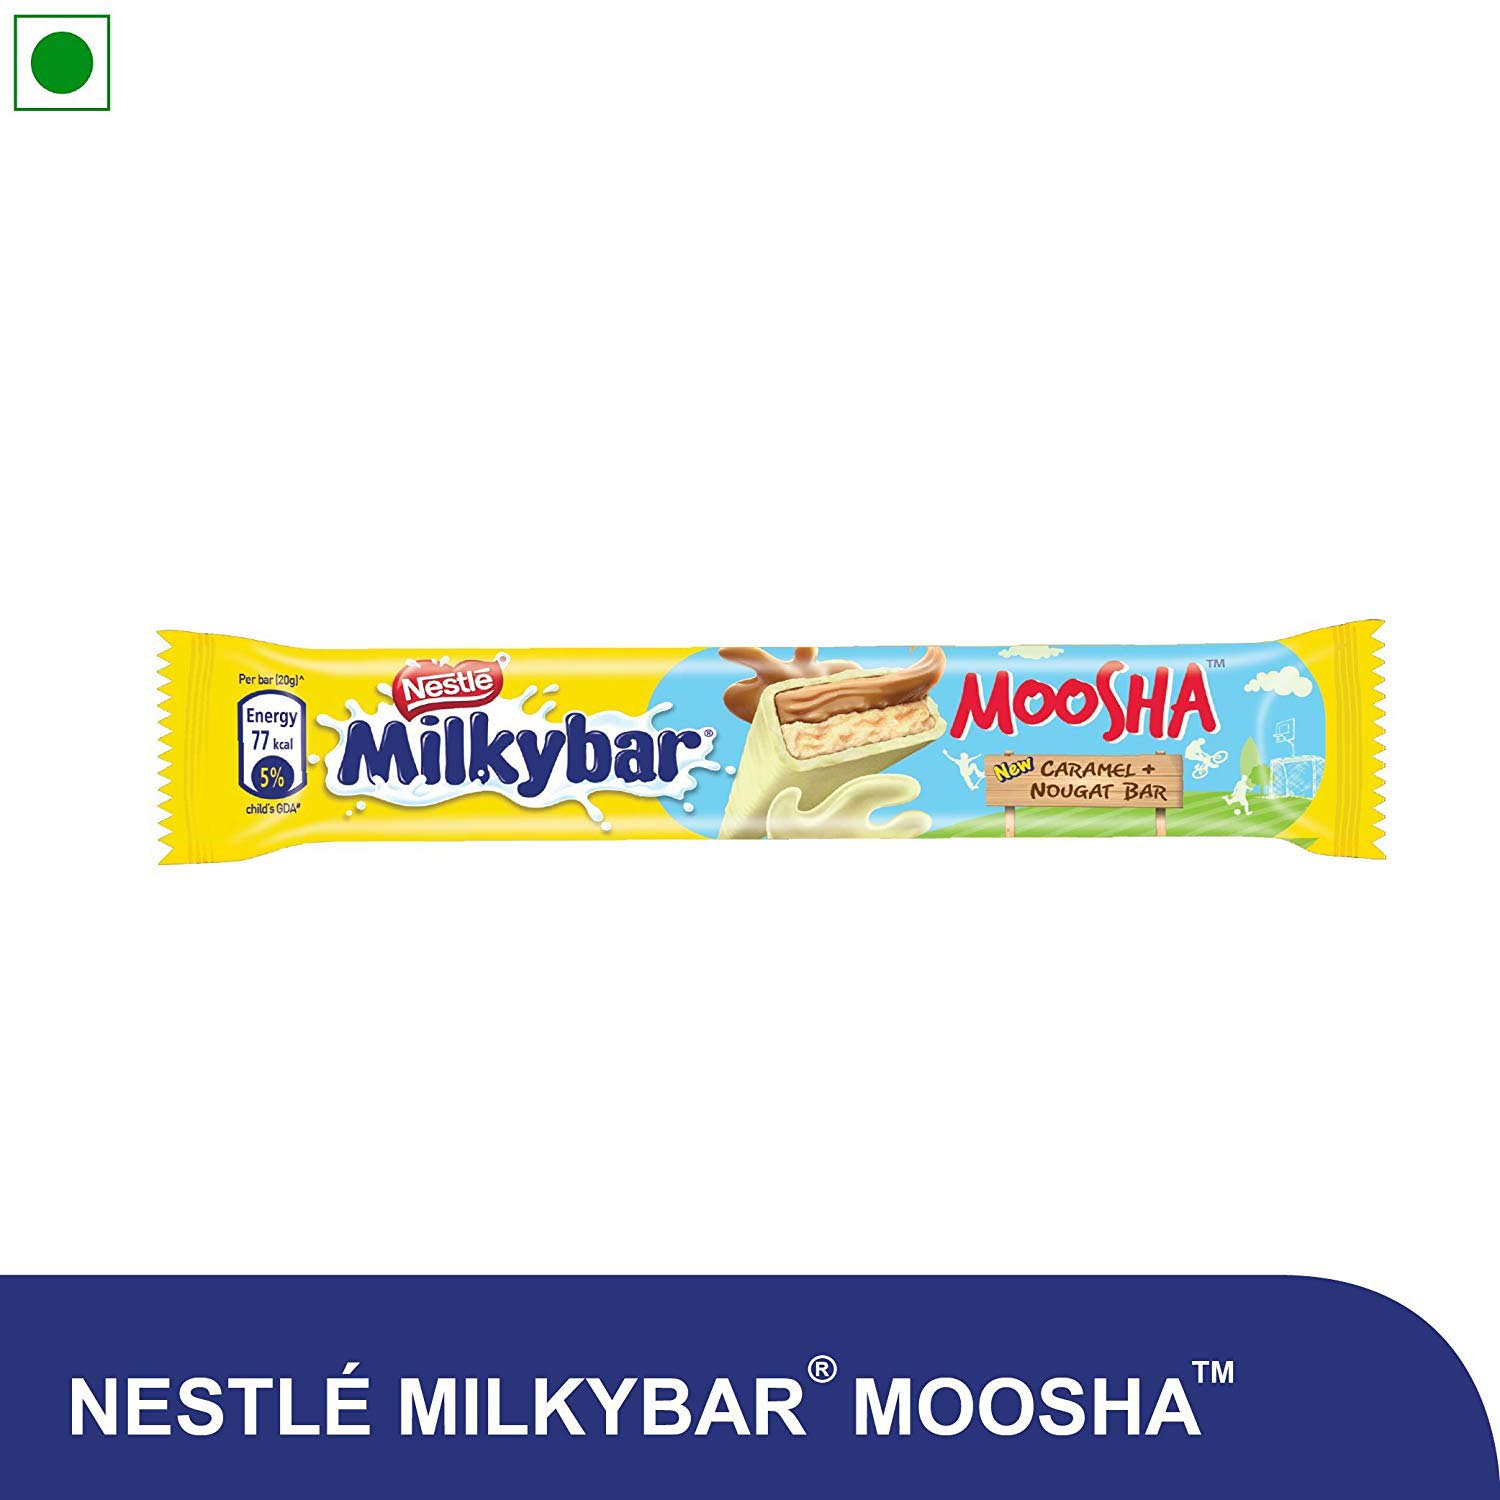 Per bar (20g)^
Energy
77 kcal
5%
child's GDA#
Nestlé®
Milkybar®
MOOSHA™
New CARAMEL +
NOUGAT BAR
NESTLÉ MILKYBAR® MOOSHA™